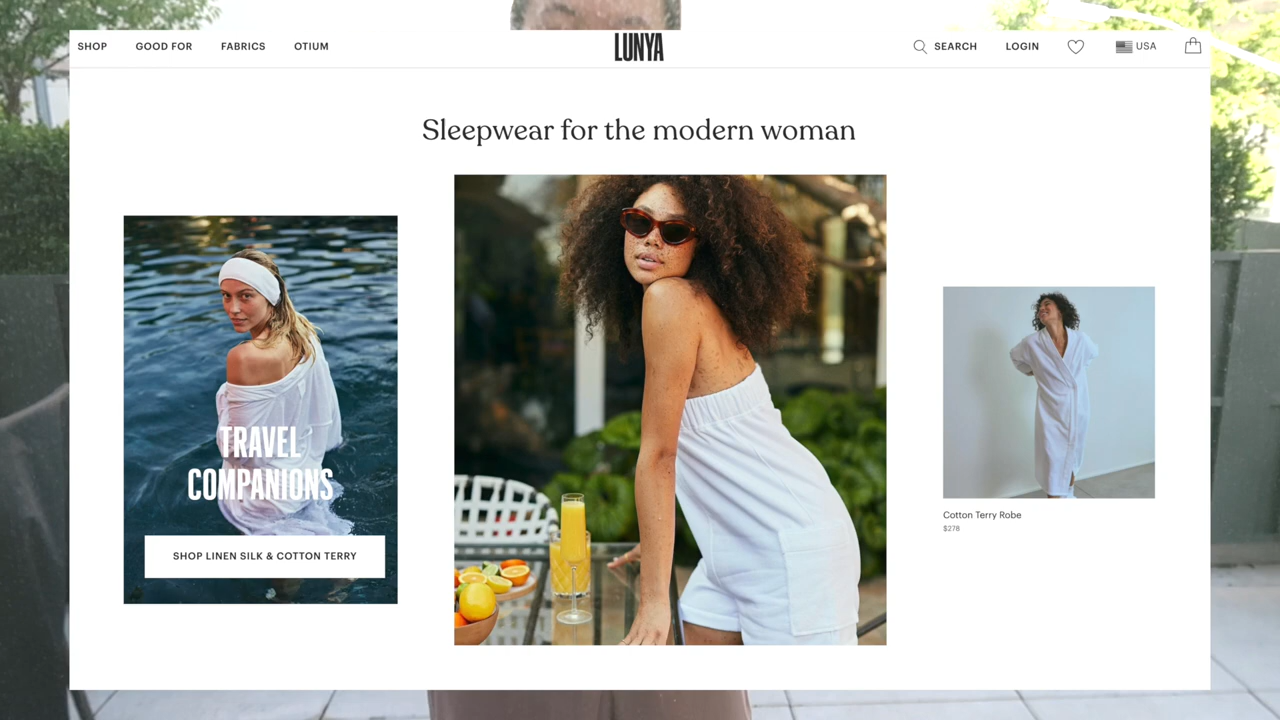 SHOP GOOD FOR FABRICS OTIUM LUNYA SEARCH LOGIN USA
Sleepwear for the modern woman
TRAVEL
COMPANIONS
SHOP LINEN SILK & COTTON TERRY
Cotton Terry Robe
$278